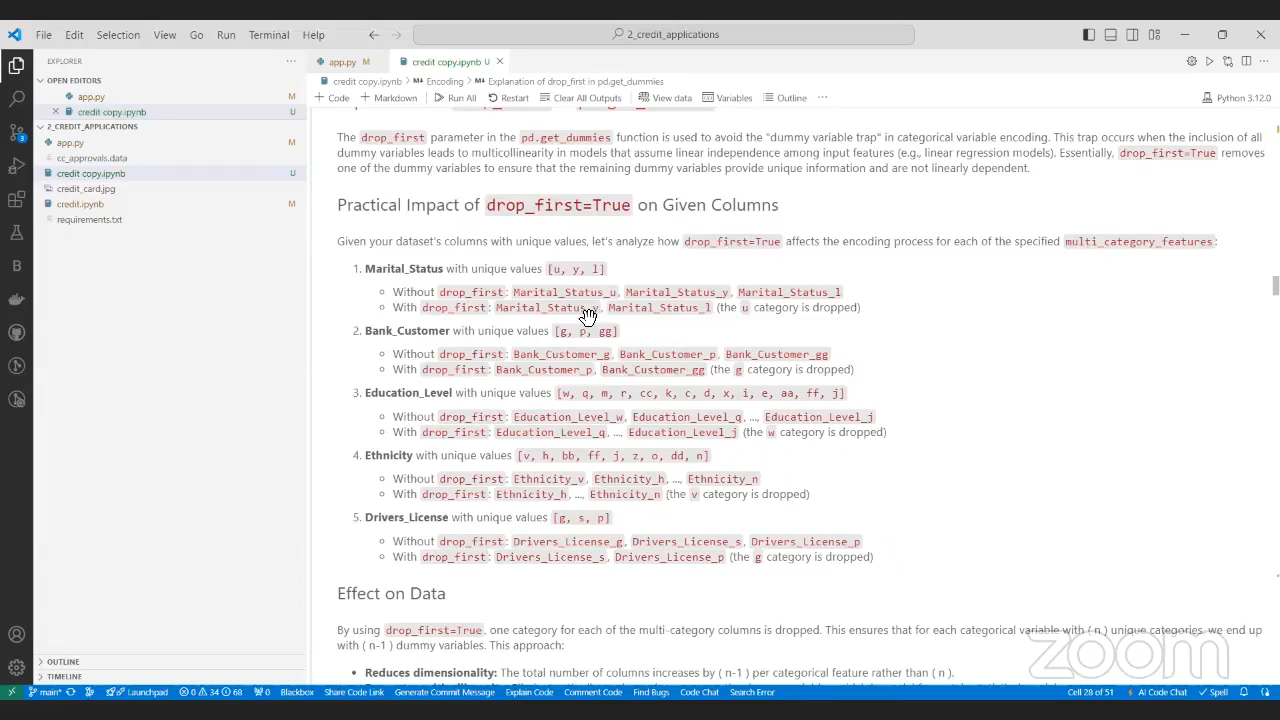 File Edit Selection View Go Run Terminal Help
2_credit_applications
EXPLORER
OPEN EDITORS
app.py M
credit copy.ipynb U
2_CREDIT_APPLICATIONS
app.py M
cc_approvals.data
credit copy.ipynb U
credit_card.jpg
credit.ipynb M
requirements.txt
OUTLINE
TIMELINE
app.py M credit copy.ipynb U
credit copy.ipynb > Encoding > Explanation of drop_first in pd.get_dummies
Code Markdown Run All Restart Clear All Outputs View data Variables Outline Python 3.12.0
The drop_first parameter in the pd.get_dummies function is used to avoid the "dummy variable trap" in categorical variable encoding. This trap occurs when the inclusion of all
dummy variables leads to multicollinearity in models that assume linear independence among input features (e.g., linear regression models). Essentially, drop_first=True removes
one of the dummy variables to ensure that the remaining dummy variables provide unique information and are not linearly dependent.
Practical Impact of drop_first=True on Given Columns
Given your dataset's columns with unique values, let's analyze how drop_first=True affects the encoding process for each of the specified multi_category_features:
1. Marital_Status with unique values [u, y, l]
Without drop_first: Marital_Status_u, Marital_Status_y, Marital_Status_l
With drop_first: Marital_Status_y, Marital_Status_l (the u category is dropped)
2. Bank_Customer with unique values [g, p, gg]
Without drop_first: Bank_Customer_g, Bank_Customer_p, Bank_Customer_gg
With drop_first: Bank_Customer_p, Bank_Customer_gg (the g category is dropped)
3. Education_Level with unique values [w, q, m, r, cc, k, c, d, x, i, e, aa, ff, j]
Without drop_first: Education_Level_w, Education_Level_q, ..., Education_Level_j
With drop_first: Education_Level_q, ..., Education_Level_j (the w category is dropped)
4. Ethnicity with unique values [v, h, bb, ff, j, z, o, dd, n]
Without drop_first: Ethnicity_v, Ethnicity_h, ..., Ethnicity_n
With drop_first: Ethnicity_h, ..., Ethnicity_n (the v category is dropped)
5. Drivers_License with unique values [g, s, p]
Without drop_first: Drivers_License_g, Drivers_License_s, Drivers_License_p
With drop_first: Drivers_License_s, Drivers_License_p (the g category is dropped)
Effect on Data
By using drop_first=True, one category for each of the multi-category columns is dropped. This ensures that for each categorical variable with ( n ) unique categories, we end up
with ( n-1 ) dummy variables. This approach:
Reduces dimensionality: The total number of columns increases by ( n-1 ) per categorical feature rather than ( n ).
zoom
main* Launchpad 0 34 68 0 Blackbox Share Code Link Generate Commit Message Explain Code Comment Code Find Bugs Code Chat Search Error Cell 28 of 51 AI Code Chat Spell